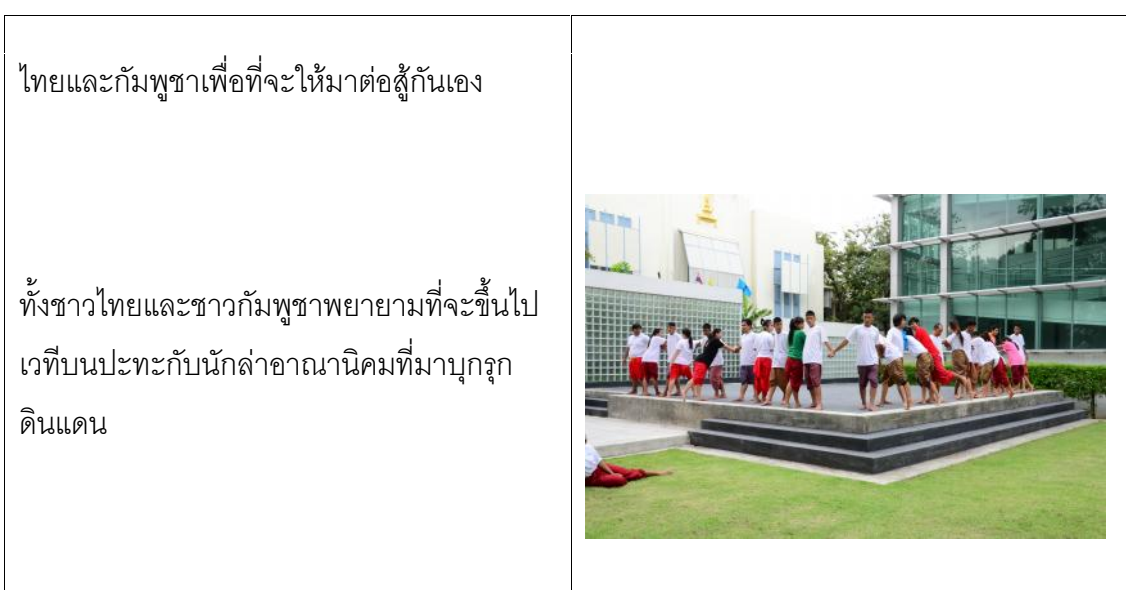 ไทยและกัมพูชาเพื่อที่จะให้มาต่อสู้กันเอง
ทั้งชาวไทยและชาวกัมพูชาพยายามที่จะขึ้นไป
เวทีบนปะทะกับนักล่าอาณานิคมที่มาบุกรุก
ดินแดน